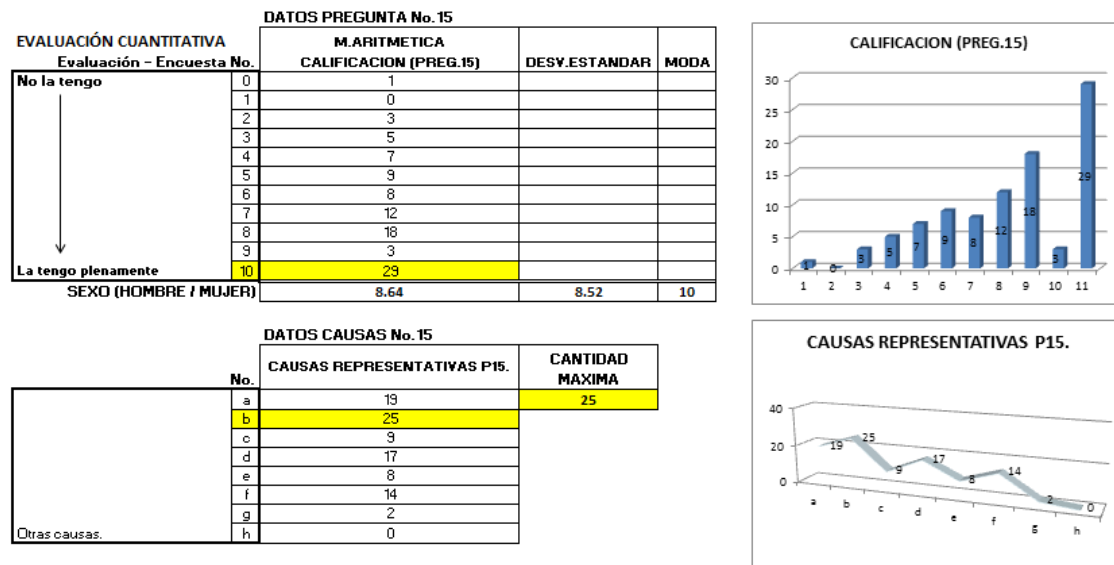 DATOS PREGUNTA No. 15
EVALUACIÓN CUANTITATIVA
Evaluación - Encuesta No.
M.ARITMETICA
CALIFICACION (PREG.15)
DESV.ESTANDAR
MODA
No la tengo
0 1
1 0
2 3
3 5
4 7
5 9
6 8
7 12
8 18
9 3
La tengo plenamente 10 29
SEXO (HOMBRE / MUJER) 8.64 8.52 10
CALIFICACION (PREG.15)
30
25
20
15
10
5
0
1 0 3 5 7 9 8 12 18 3 29
1 2 3 4 5 6 7 8 9 10 11
DATOS CAUSAS No. 15
No.
CAUSAS REPRESENTATIVAS P15.
CANTIDAD
MAXIMA
a 19 25
b 25
c 9
d 17
e 8
f 14
g 2
Otras causas. h 0
CAUSAS REPRESENTATIVAS P15.
40
20
0
19 25 9 17 8 14 2 0
a b c d e f g h